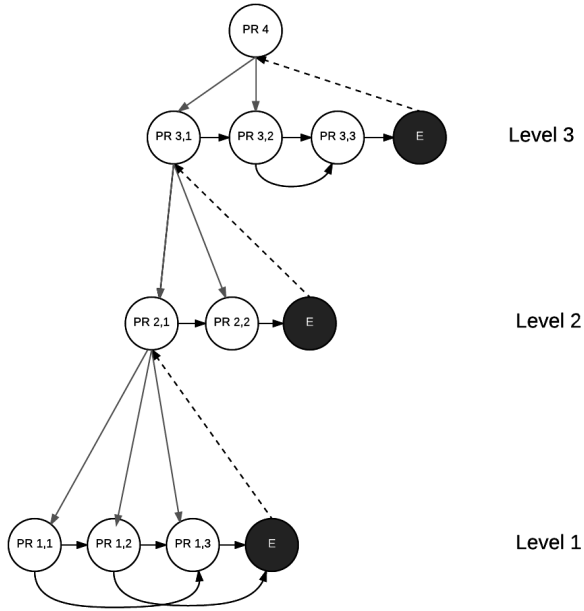 PR 4
PR 3,1
PR 3,2
PR 3,3
E
Level 3
PR 2,1
PR 2,2
E
Level 2
PR 1,1
PR 1,2
PR 1,3
E
Level 1